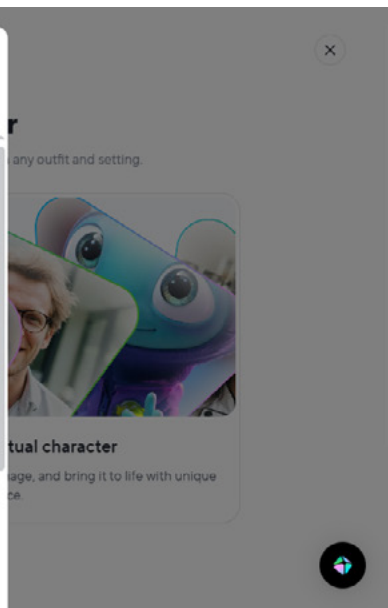 r
any outfit and setting.
tual character
age, and bring it to life with unique
ce.